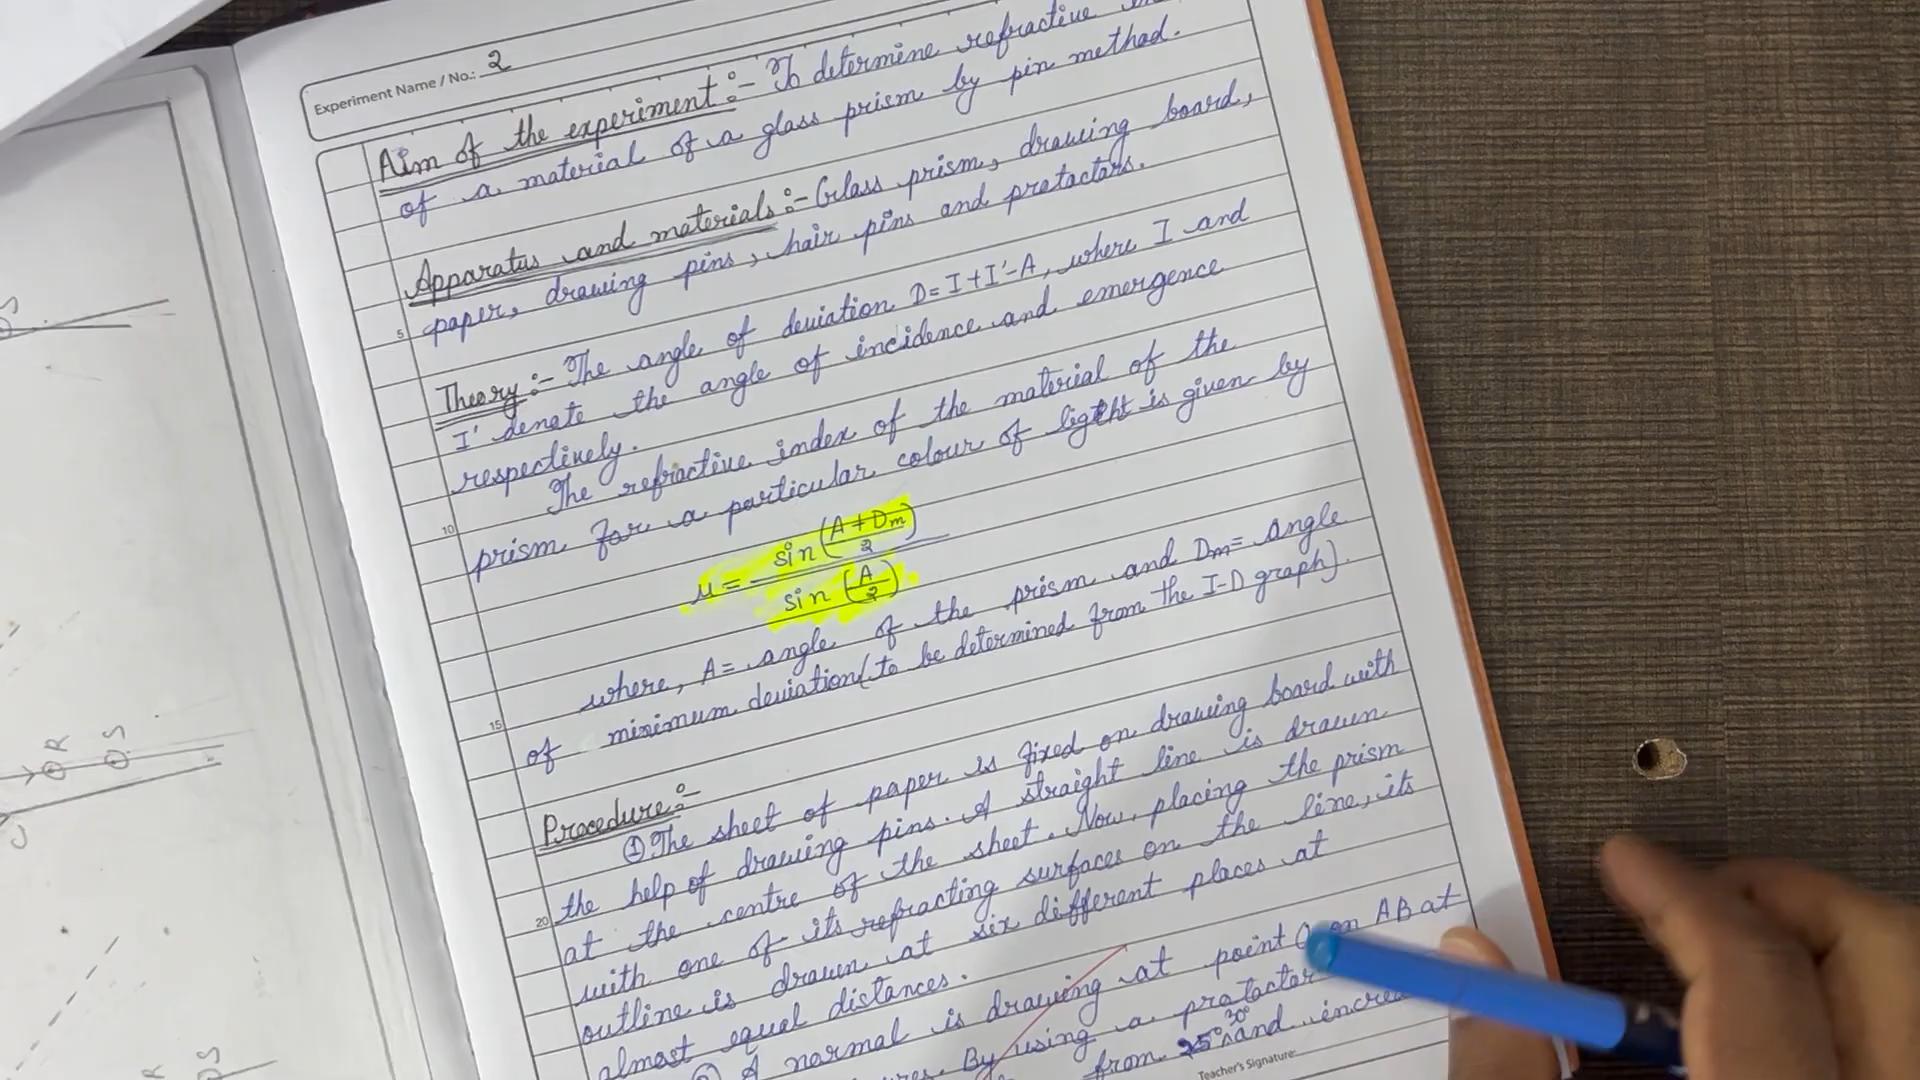 Experiment Name / No.: 2
Aim of the experiment:- To determine refractive
of a material of a glass prism by pin method.
Apparatus and materials:- Glass prism, drawing board,
paper, drawing pins, hair pins and protactars.
Theory:- The angle of deviation D = I+I'-A, where I and
I' denate the angle of incidence and emergence
respectively.
The refractive index of the material of the
prism for a particular colour of light is given by
μ = sin((A+Dm)/2) / sin(A/2)
where, A = angle of the prism and Dm = angle
of minimum deviation (to be determined from the I-D graph).
Procedure:-
① The sheet of paper is fixed on drawing board with
the help of drawing pins. A straight line is drawn
at the centre of the sheet. Now, placing the prism
with one of its refracting surfaces on the line, its
outline is drawn at six different places at
almost equal distances.
A normal is drawing at point on AB at
By using a protactar
from 30° and
Teacher's Signature:
5
10
15
20
R S
S
R